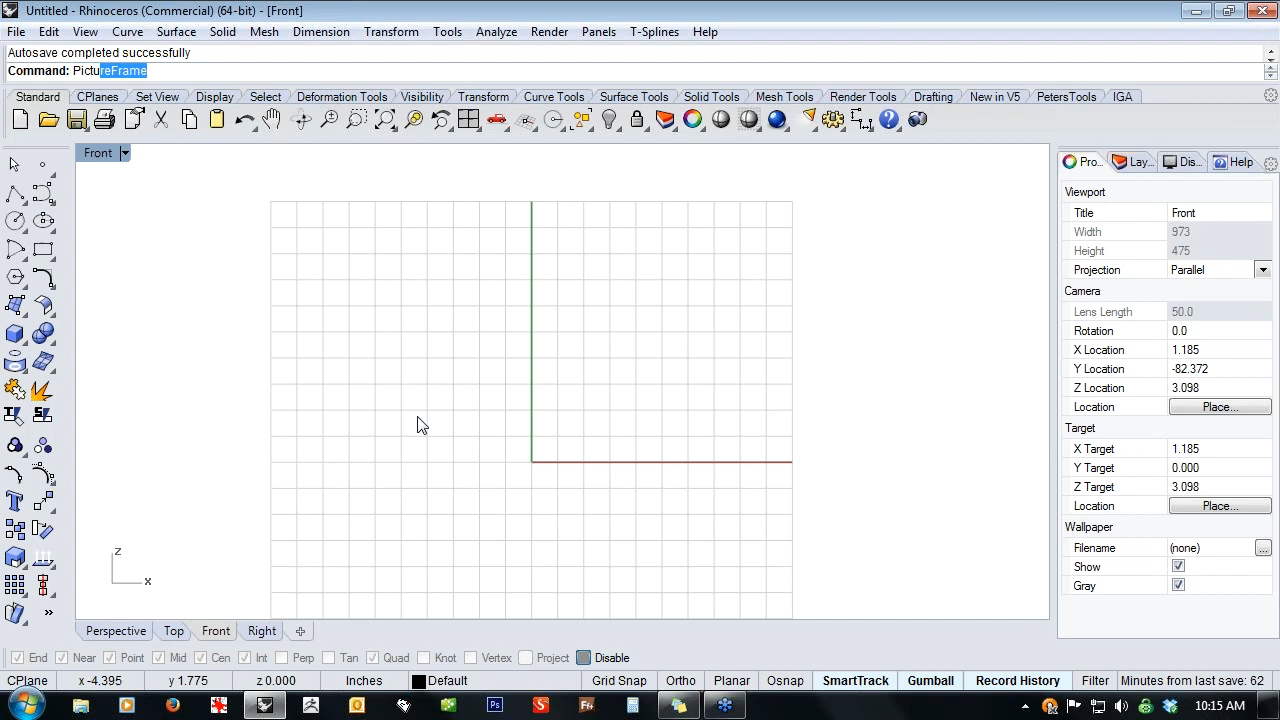 Untitled - Rhinoceros (Commercial) (64-bit) - [Front]
File Edit View Curve Surface Solid Mesh Dimension Transform Tools Analyze Render Panels T-Splines Help
Autosave completed successfully
Command: PictureFrame
Standard CPlanes Set View Display Select Deformation Tools Visibility Transform Curve Tools Surface Tools Solid Tools Mesh Tools Render Tools Drafting New in V5 PetersTools IGA
Front
Pro... Lay... Dis... Help
Viewport
Title Front
Width 973
Height 475
Projection Parallel
Camera
Lens Length 50.0
Rotation 0.0
X Location 1.185
Y Location -82.372
Z Location 3.098
Location Place...
Target
X Target 1.185
Y Target 0.000
Z Target 3.098
Location Place...
Wallpaper
Filename (none) ...
Show
Gray
z
x
Perspective Top Front Right
End Near Point Mid Cen Int Perp Tan Quad Knot Vertex Project Disable
CPlane x -4.395 y 1.775 z 0.000 Inches Default Grid Snap Ortho Planar Osnap SmartTrack Gumball Record History Filter Minutes from last save: 62
Ps S Fr 10:15 AM